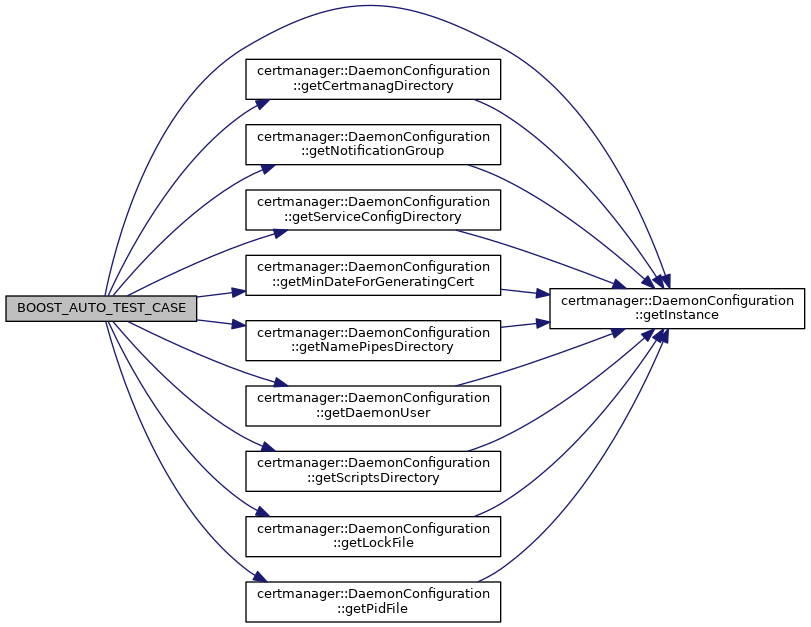 certmanager::DaemonConfiguration
::getCertmanagDirectory
certmanager::DaemonConfiguration
::getNotificationGroup
certmanager::DaemonConfiguration
::getServiceConfigDirectory
certmanager::DaemonConfiguration
::getMinDateForGeneratingCert
BOOST_AUTO_TEST_CASE
certmanager::DaemonConfiguration
::getInstance
certmanager::DaemonConfiguration
::getNamePipesDirectory
certmanager::DaemonConfiguration
::getDaemonUser
certmanager::DaemonConfiguration
::getScriptsDirectory
certmanager::DaemonConfiguration
::getLockFile
certmanager::DaemonConfiguration
::getPidFile